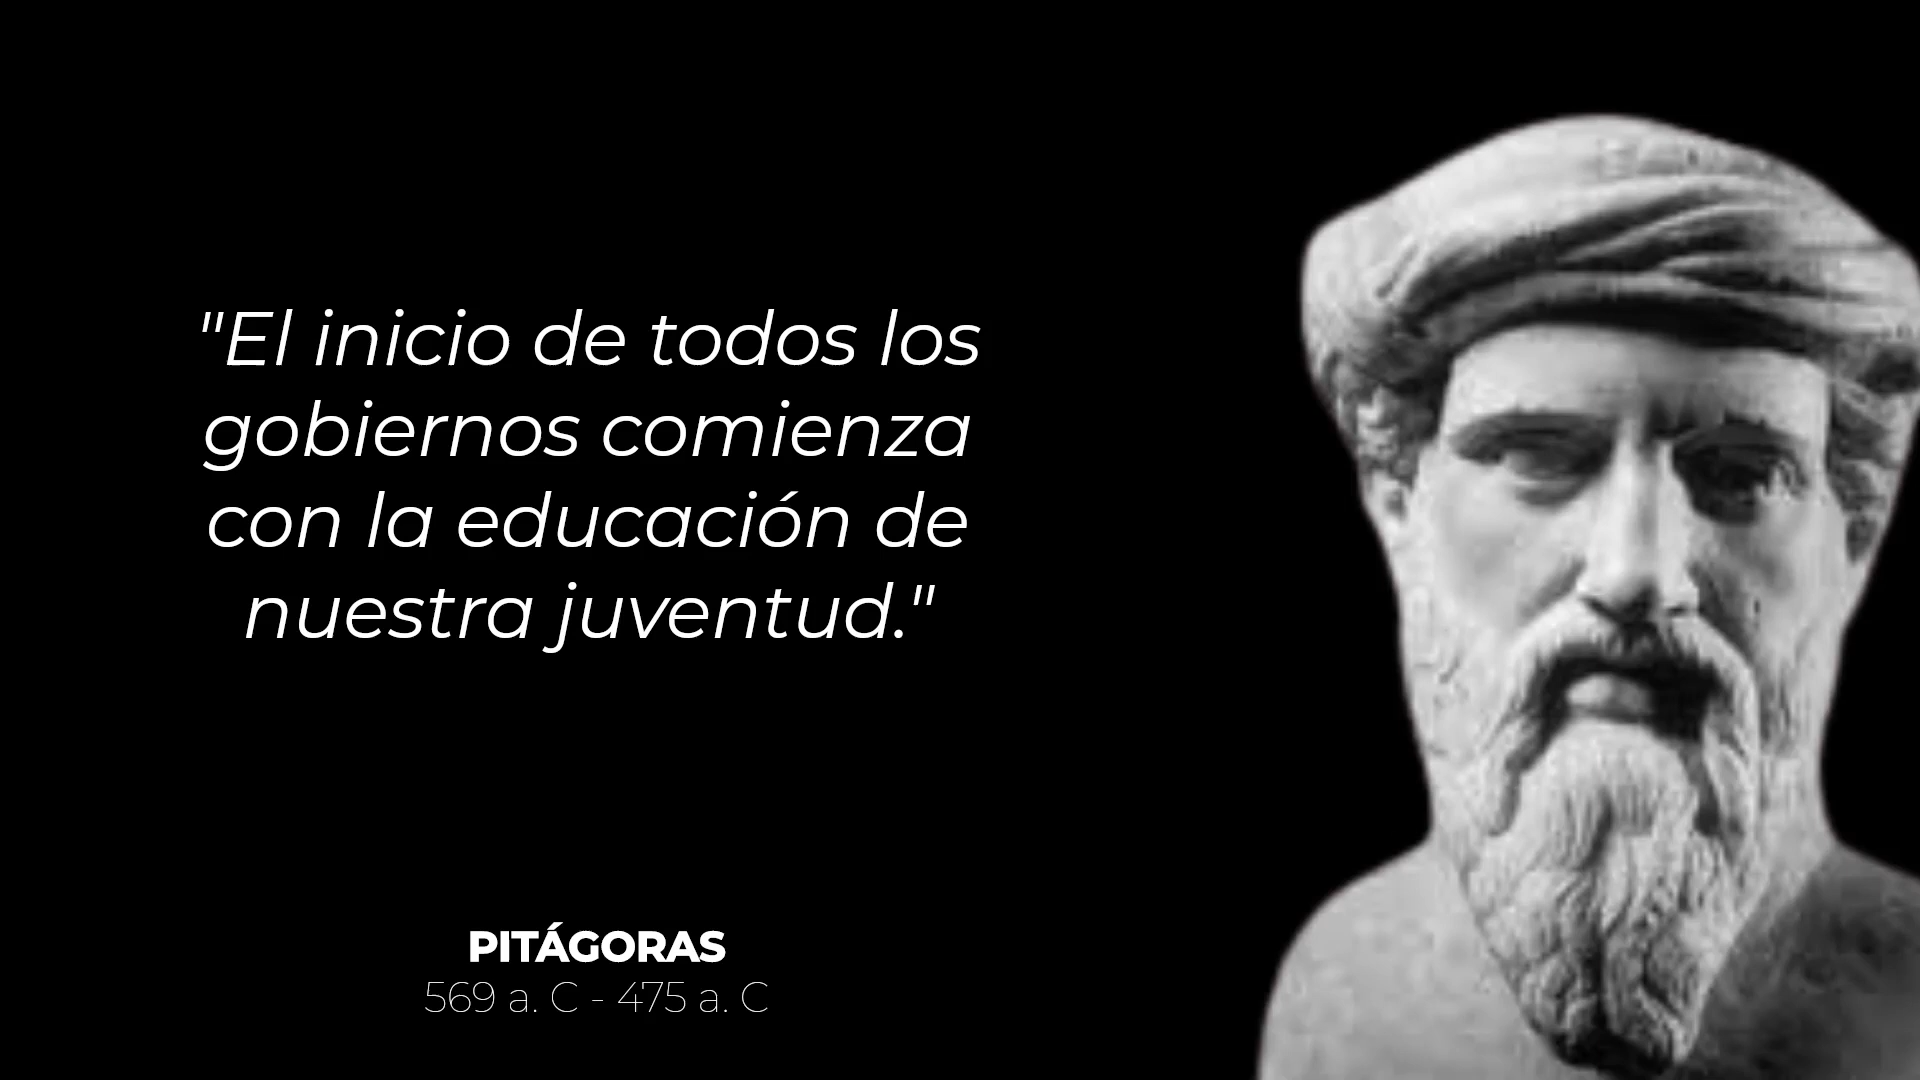 "El inicio de todos los
gobiernos comienza
con la educación de
nuestra juventud."
PITÁGORAS
569 a. C - 475 a. C